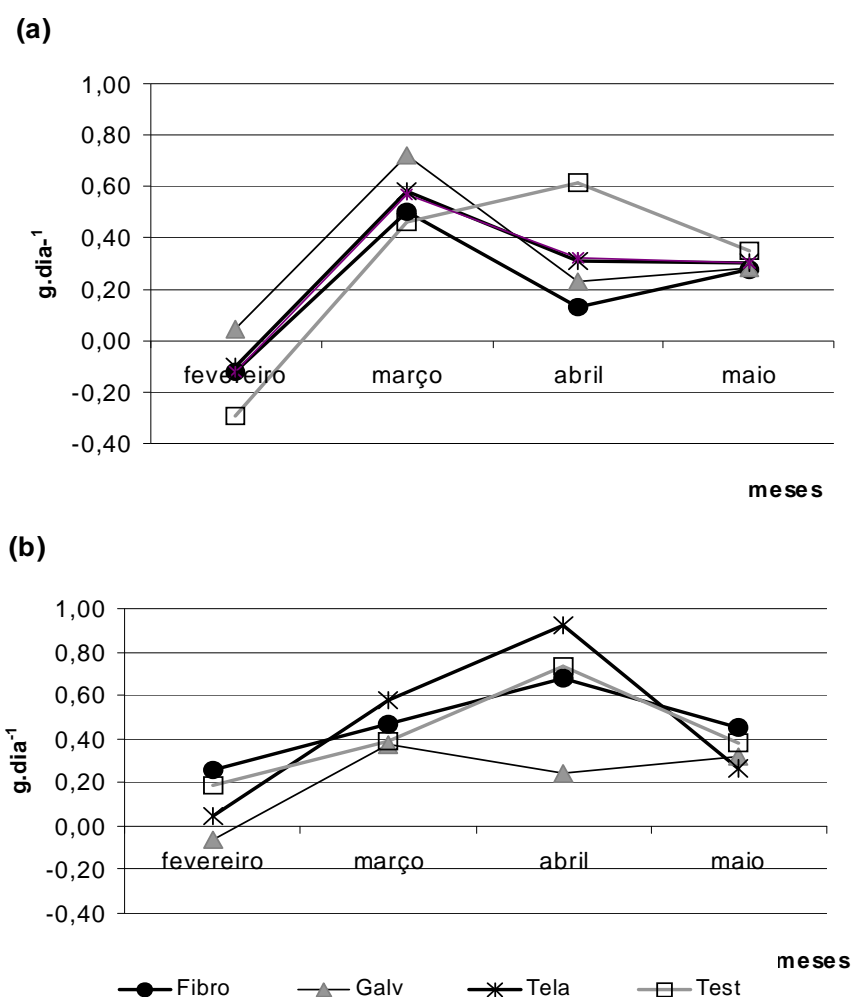 (a)
1,00
0,80
0,60
0,40
0,20
0,00
-0,20
-0,40
g.dia-¹
fevereiro março abril maio
meses
(b)
1,00
0,80
0,60
0,40
0,20
0,00
-0,20
-0,40
g.dia⁻¹
fevereiro março abril maio
meses
Fibro Galv Tela Test